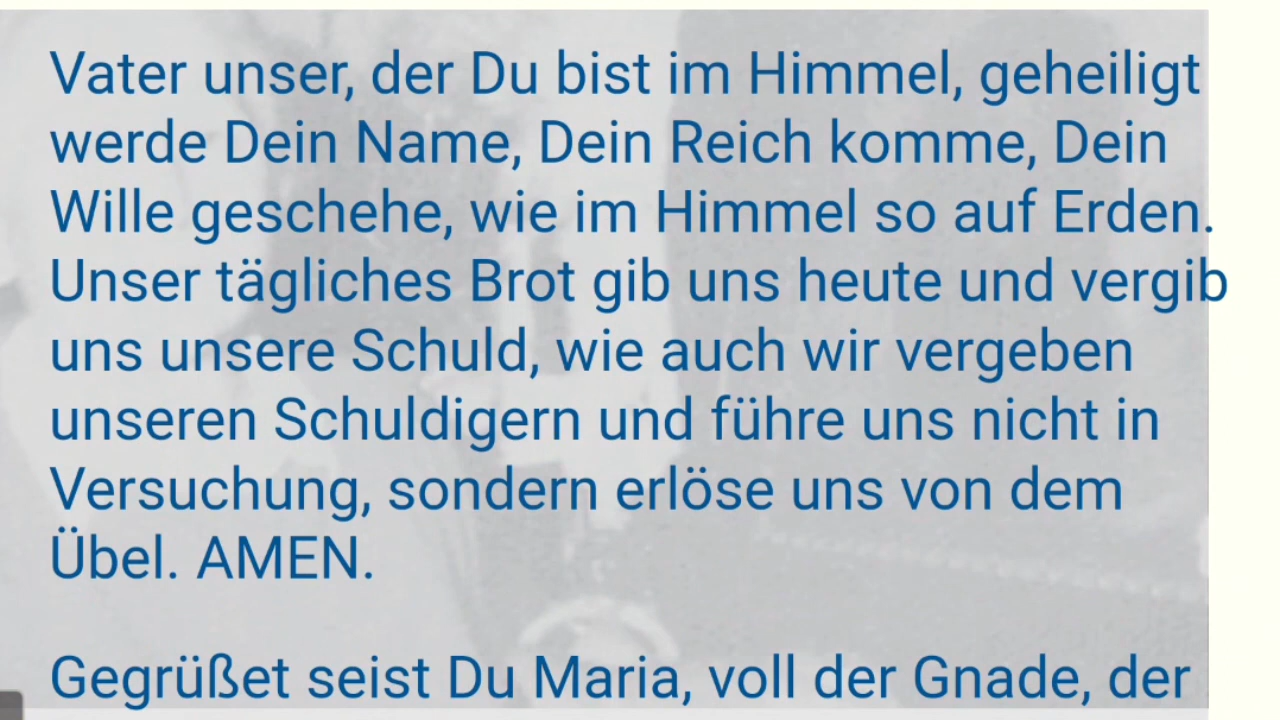 Vater unser, der Du bist im Himmel, geheiligt
werde Dein Name, Dein Reich komme, Dein
Wille geschehe, wie im Himmel so auf Erden.
Unser tägliches Brot gib uns heute und vergib
uns unsere Schuld, wie auch wir vergeben
unseren Schuldigern und führe uns nicht in
Versuchung, sondern erlöse uns von dem
Übel. AMEN.
Gegrüßet seist Du Maria, voll der Gnade, der